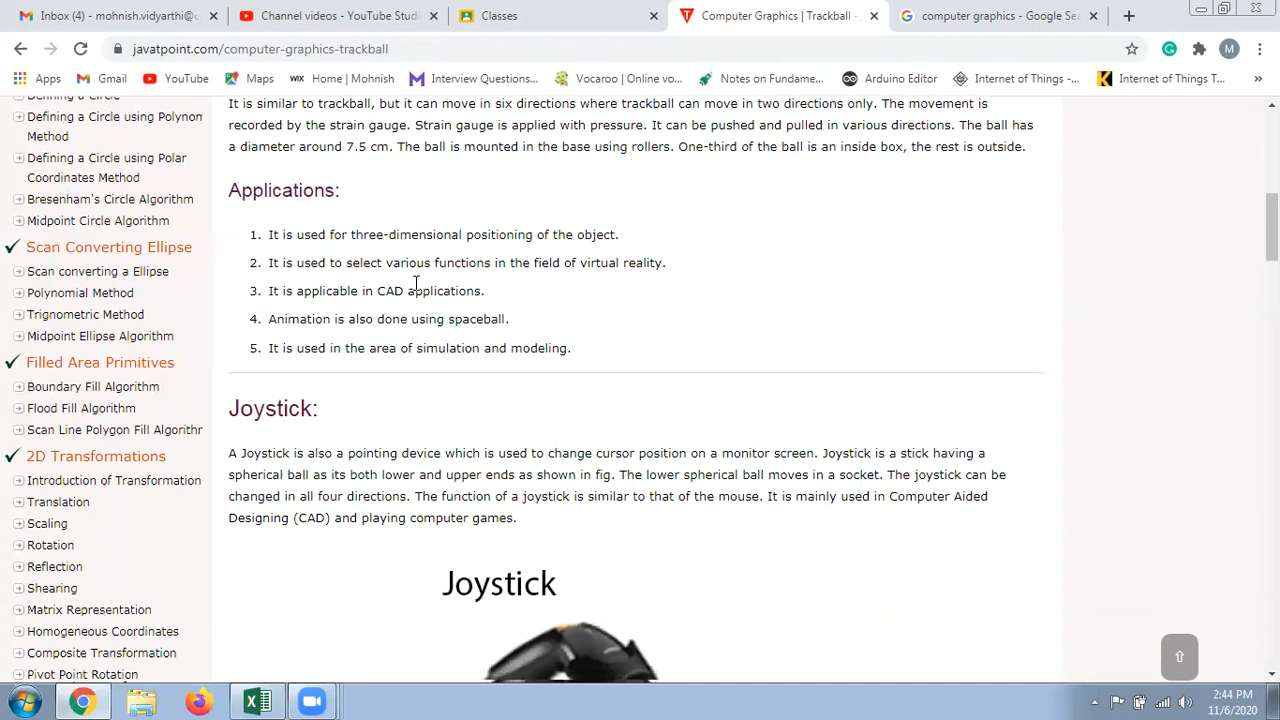 Inbox (4) - mohnish.vidyarthi@c
Channel videos - YouTube Studi
Classes
Computer Graphics | Trackball -
computer graphics - Google Sea
javatpoint.com/computer-graphics-trackball
M
Apps
Gmail
YouTube
Maps
WIX Home | Mohnish
Interview Questions...
Vocaroo | Online vo...
Notes on Fundame...
Arduino Editor
Internet of Things -...
Internet of Things T...
»
Defining a Circle
Defining a Circle using Polynom
Method
Defining a Circle using Polar
Coordinates Method
Bresenham's Circle Algorithm
Midpoint Circle Algorithm
Scan Converting Ellipse
Scan converting a Ellipse
Polynomial Method
Trignometric Method
Midpoint Ellipse Algorithm
Filled Area Primitives
Boundary Fill Algorithm
Flood Fill Algorithm
Scan Line Polygon Fill Algorithr
2D Transformations
Introduction of Transformation
Translation
Scaling
Rotation
Reflection
Shearing
Matrix Representation
Homogeneous Coordinates
Composite Transformation
Pivot Point Rotation
It is similar to trackball, but it can move in six directions where trackball can move in two directions only. The movement is
recorded by the strain gauge. Strain gauge is applied with pressure. It can be pushed and pulled in various directions. The ball has
a diameter around 7.5 cm. The ball is mounted in the base using rollers. One-third of the ball is an inside box, the rest is outside.
Applications:
1. It is used for three-dimensional positioning of the object.
2. It is used to select various functions in the field of virtual reality.
3. It is applicable in CAD applications.
4. Animation is also done using spaceball.
5. It is used in the area of simulation and modeling.
Joystick:
A Joystick is also a pointing device which is used to change cursor position on a monitor screen. Joystick is a stick having a
spherical ball as its both lower and upper ends as shown in fig. The lower spherical ball moves in a socket. The joystick can be
changed in all four directions. The function of a joystick is similar to that of the mouse. It is mainly used in Computer Aided
Designing (CAD) and playing computer games.
Joystick
2:44 PM
11/6/2020